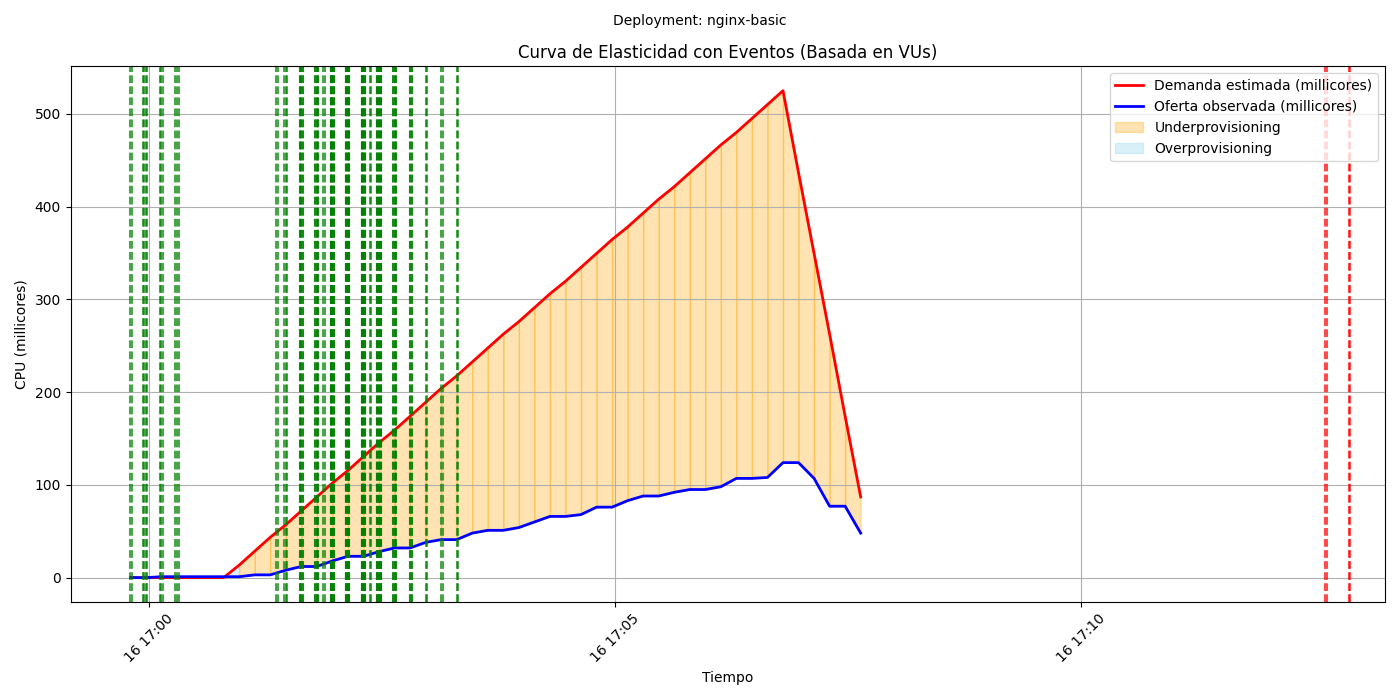 Deployment: nginx-basic
Curva de Elasticidad con Eventos (Basada en VUs)
Demanda estimada (millicores)
Oferta observada (millicores)
Underprovisioning
Overprovisioning
CPU (millicores)
500
400
300
200
100
0
16 17:00
16 17:05
16 17:10
Tiempo